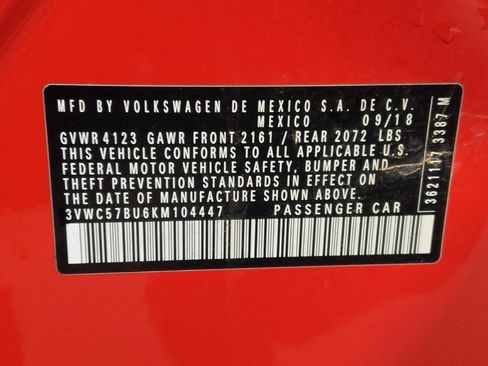 MFD BY VOLKSWAGEN DE MEXICO S.A. DE C.V.
MEXICO 09/18
GVWR 4123 GAWR FRONT 2161 / REAR 2072 LBS
THIS VEHICLE CONFORMS TO ALL APPLICABLE U.S.
FEDERAL MOTOR VEHICLE SAFETY, BUMPER AND
THEFT PREVENTION STANDARDS IN EFFECT ON
THE DATE OF MANUFACTURE SHOWN ABOVE.
3VWC57BU6KM104447 PASSENGER CAR
3387 M